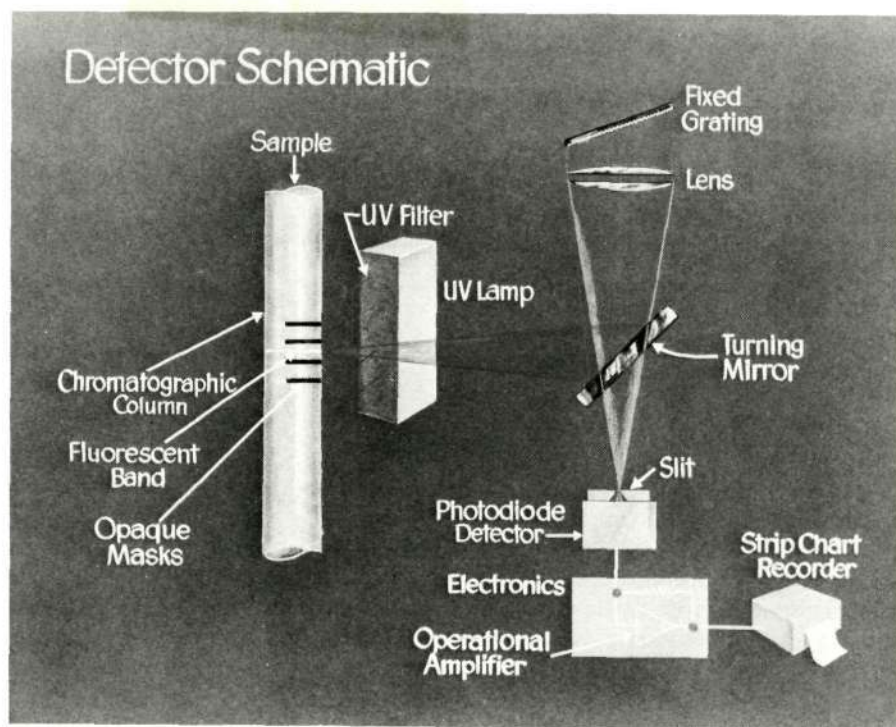 Detector Schematic
Sample
UV Filter
UV Lamp
Fixed
Grating
Lens
Turning
Mirror
Chromatographic
Column
Fluorescent
Band
Opaque
Masks
Slit
Photodiode
Detector
Electronics
Operational
Amplifier
Strip Chart
Recorder